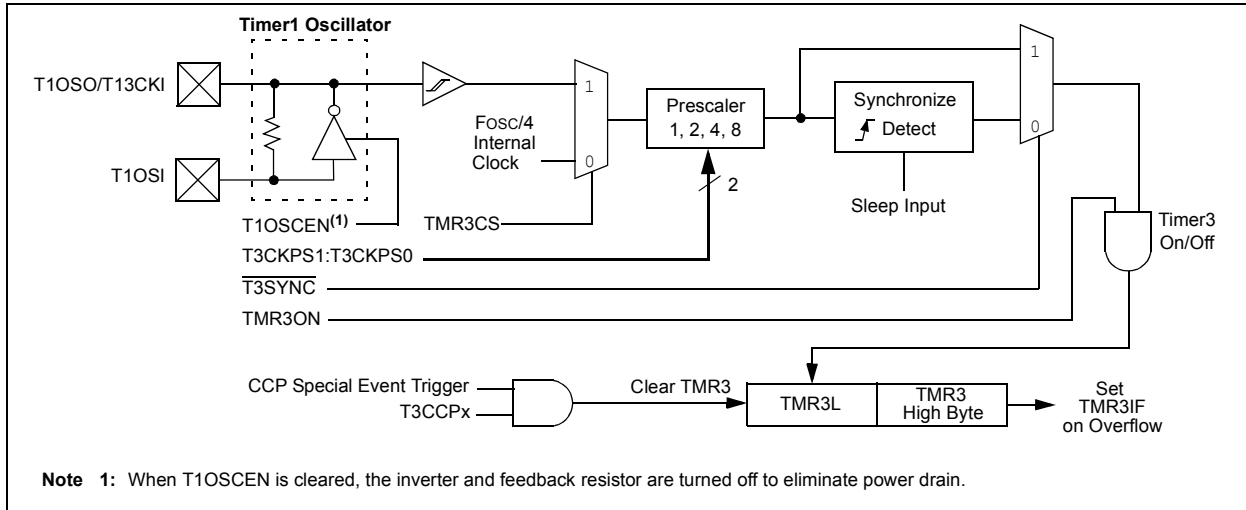 Timer1 Oscillator
T1OSO/T13CKI
T1OSI
1
FOSC/4
Internal
Clock
0
Prescaler
1, 2, 4, 8
2
Synchronize
Detect
Sleep Input
1
0
T1OSCEN(1)
TMR3CS
T3CKPS1:T3CKPS0
T3SYNC
TMR3ON
Timer3
On/Off
CCP Special Event Trigger
T3CCPx
Clear TMR3
TMR3L
TMR3
High Byte
Set
TMR3IF
on Overflow
Note 1: When T1OSCEN is cleared, the inverter and feedback resistor are turned off to eliminate power drain.